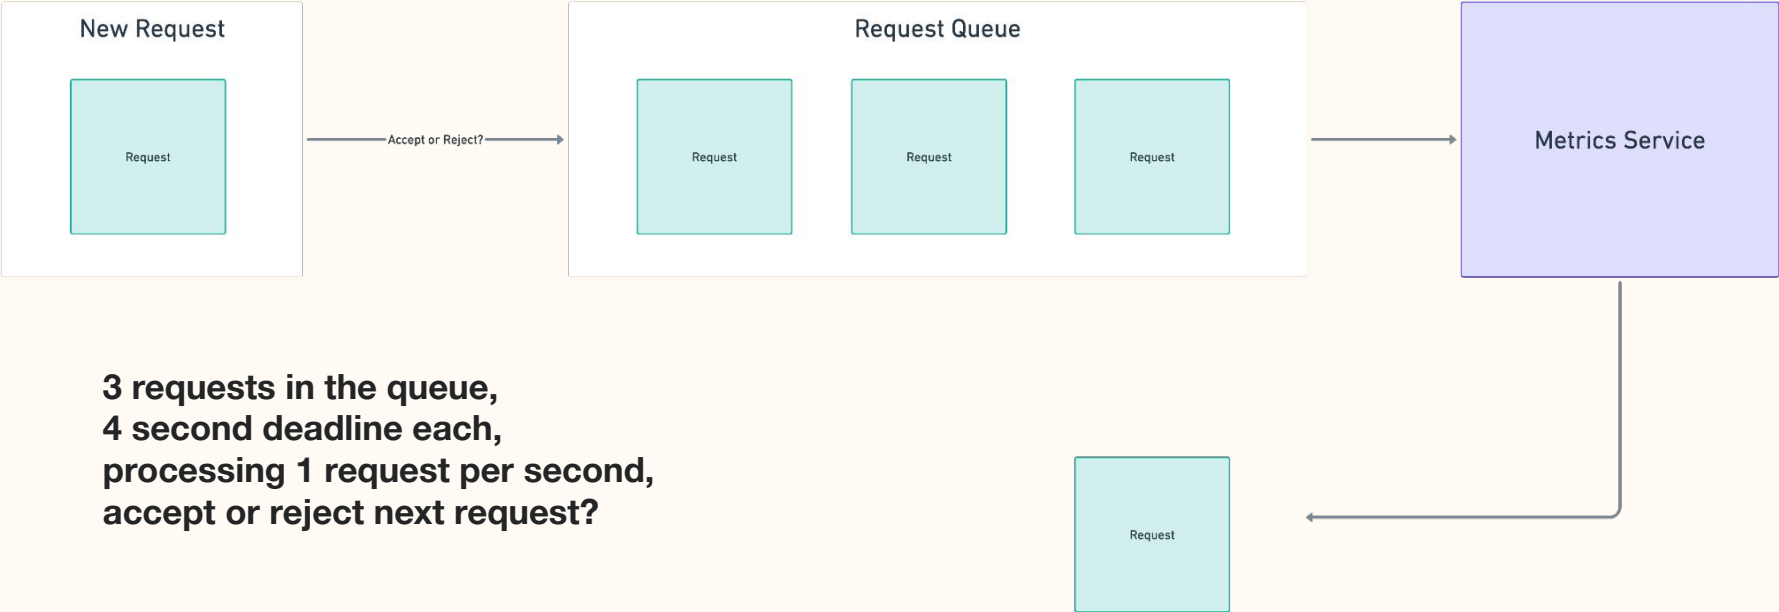 New Request
Request
Accept or Reject?
Request Queue
Request
Request
Request
Metrics Service
3 requests in the queue,
4 second deadline each,
processing 1 request per second,
accept or reject next request?
Request